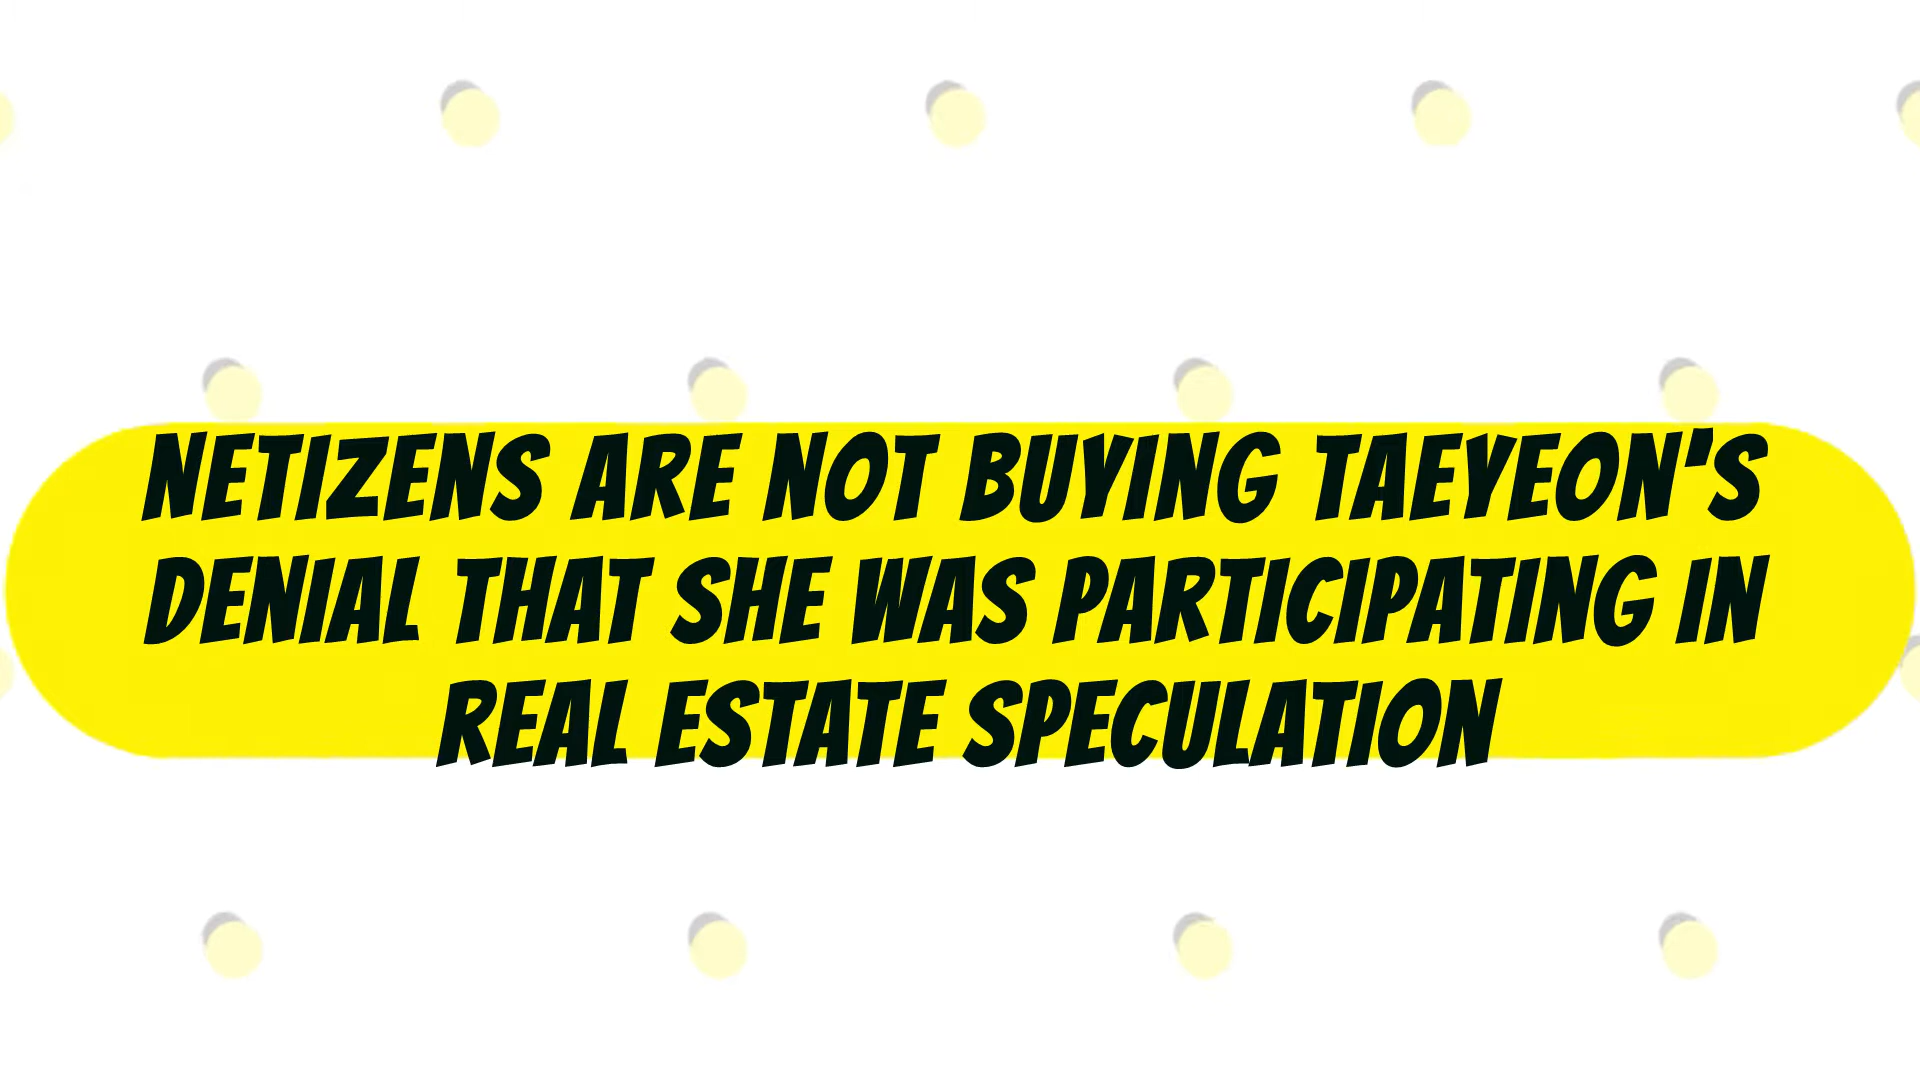 NETIZENS ARE NOT BUYING TAEYEON'S
DENIAL THAT SHE WAS PARTICIPATING IN
REAL ESTATE SPECULATION